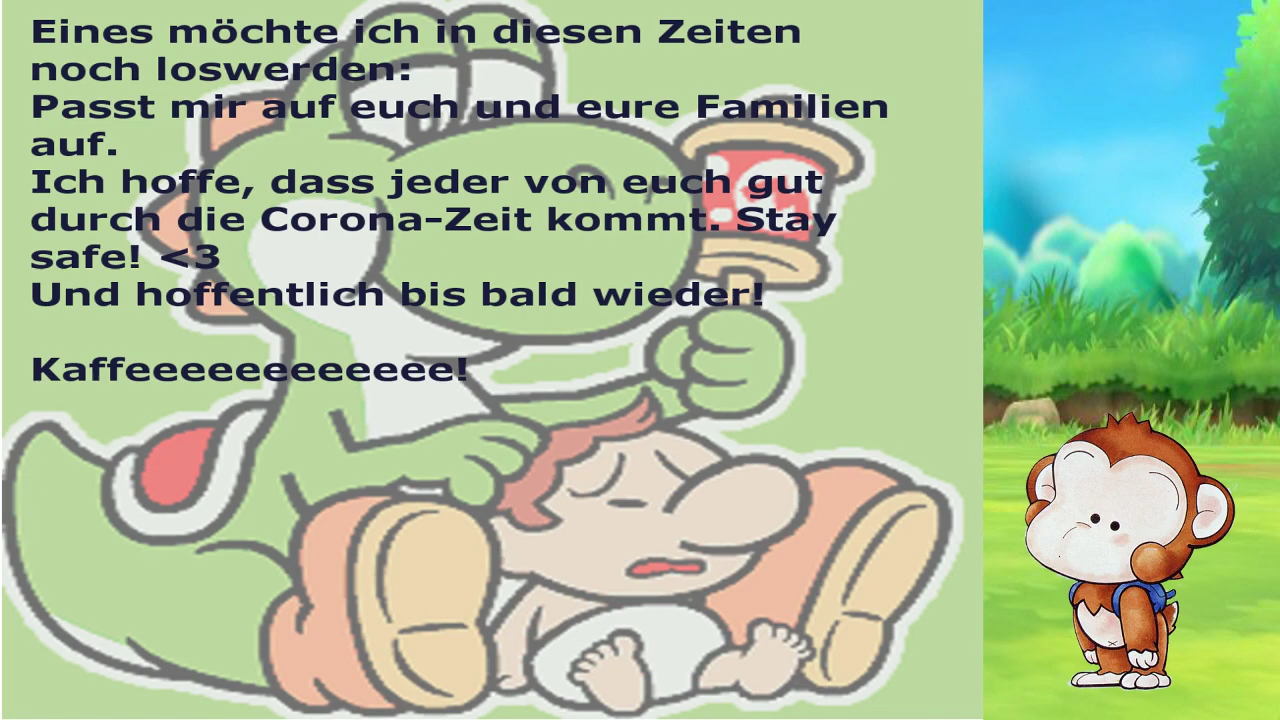 Eines möchte ich in diesen Zeiten
noch loswerden:
Passt mir auf euch und eure Familien
auf.
Ich hoffe, dass jeder von euch gut
durch die Corona-Zeit kommt. Stay
safe! <3
Und hoffentlich bis bald wieder!
Kaffeeeeeeeeeeeee!